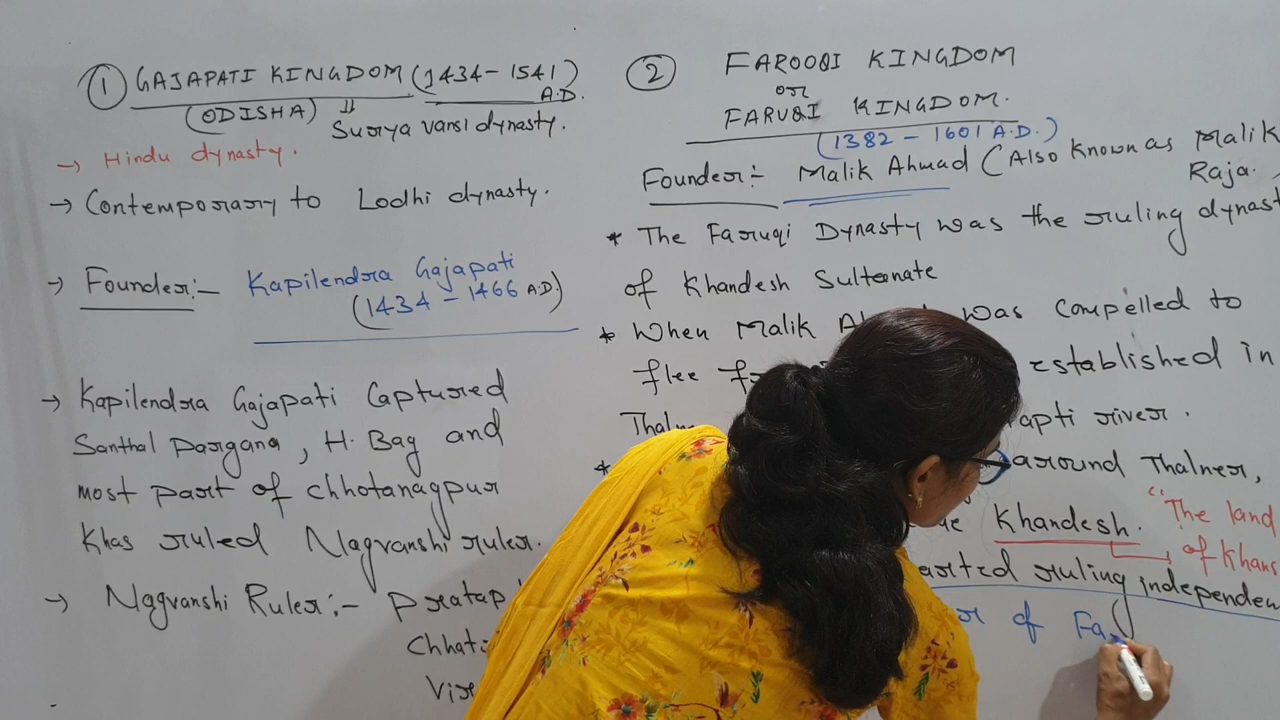 ① GAJAPATI KINGDOM (1434 - 1541 A.D.)
(ODISHA) Surya vansi dynasty.
→ Hindu dynasty.
→ Contemporary to Lodhi dynasty.
→ Founder:- Kapilendra Gajapati
(1434 - 1466 A.D)
→ Kapilendra Gajapati Captured
Santhal Pargana, H. Bag and
most part of chhotanagpur
Khas ruled Nagvanshi ruler.
→ Nagvanshi Ruler:- Pratap
Chhat
Vir
② FAROOQI KINGDOM
or
FARUQI KINGDOM.
(1382 - 1601 A.D.)
Founder:- Malik Ahmad (Also known as Malik
Raja.
* The Faruqi Dynasty was the ruling dynast
of Khandesh Sultanate
* When Malik was compelled to
flee established in
Thaln apti river.
* around Thalner,
Khandesh. "The land
of Khans
arted ruling independen
of Fa